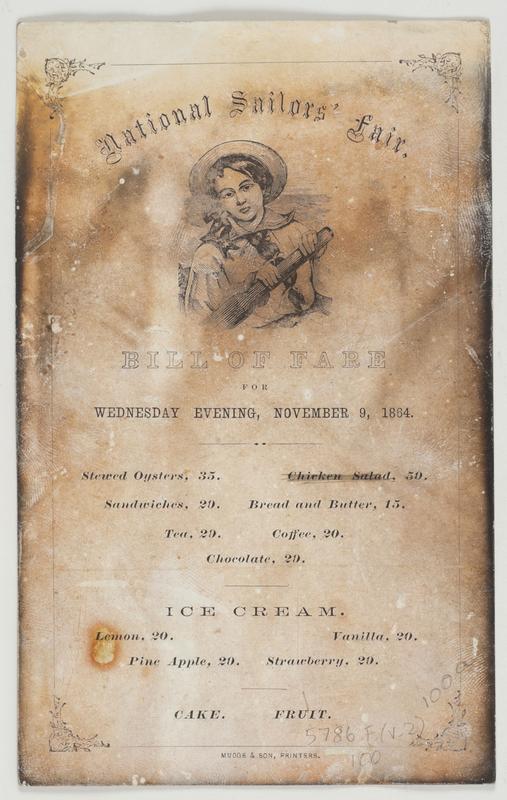 National Sailors' Fair.
BILL OF FARE
FOR
WEDNESDAY EVENING, NOVEMBER 9, 1864.
Stewed Oysters, 35. Chicken Salad, 50.
Sandwiches, 20. Bread and Butter, 15.
Tea, 20. Coffee, 20.
Chocolate, 20.
ICE CREAM.
Lemon, 20. Vanilla, 20.
Pine Apple, 20. Strawberry, 20.
CAKE. FRUIT.
5786 F (v. 2)
100
MUDGE & SON, PRINTERS.